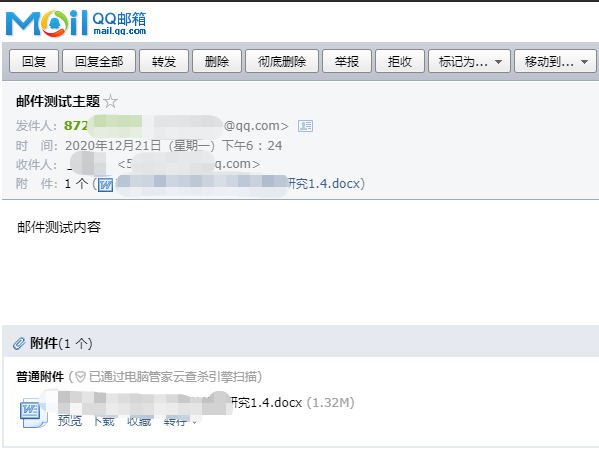 Mail QQ邮箱
mail.qq.com
回复 回复全部 转发 删除 彻底删除 举报 拒收 标记为... 移动到...
邮件测试主题
发件人： 872 @qq.com>
时 间： 2020年12月21日（星期一）下午6：24
收件人： <5 q.com>
附 件： 1 个 ( 研究1.4.docx)
邮件测试内容
附件(1 个)
普通附件 (已通过电脑管家云查杀引擎扫描)
研究1.4.docx (1.32M)
预览 下载 收藏 转存